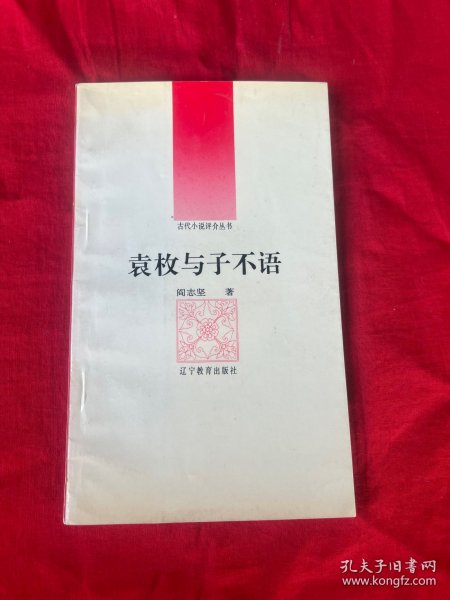 古代小说评介丛书
袁枚与子不语
阎志坚 著
辽宁教育出版社
孔夫子旧书网
www.kongfz.com